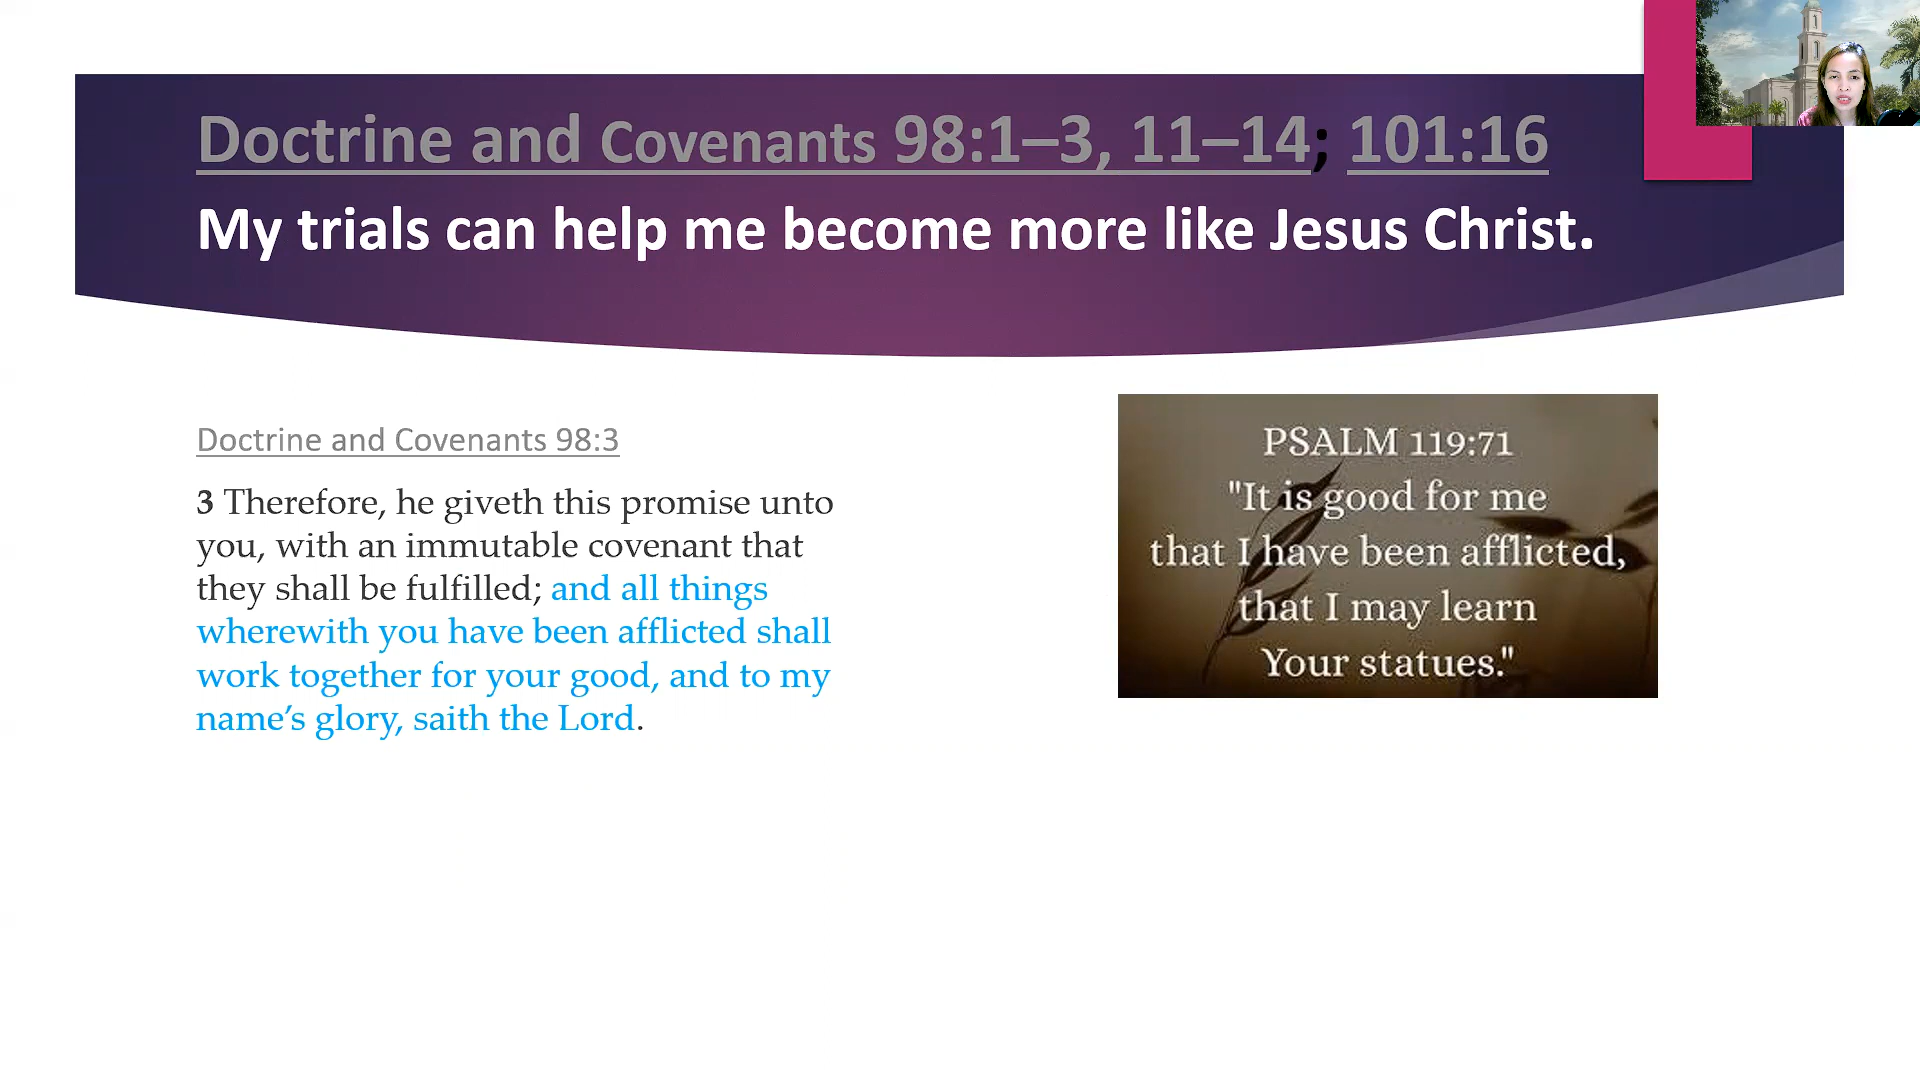 Doctrine and Covenants 98:1–3, 11–14; 101:16
My trials can help me become more like Jesus Christ.
Doctrine and Covenants 98:3
3 Therefore, he giveth this promise unto
you, with an immutable covenant that
they shall be fulfilled; and all things
wherewith you have been afflicted shall
work together for your good, and to my
name’s glory, saith the Lord.
PSALM 119:71
"It is good for me
that I have been afflicted,
that I may learn
Your statues."